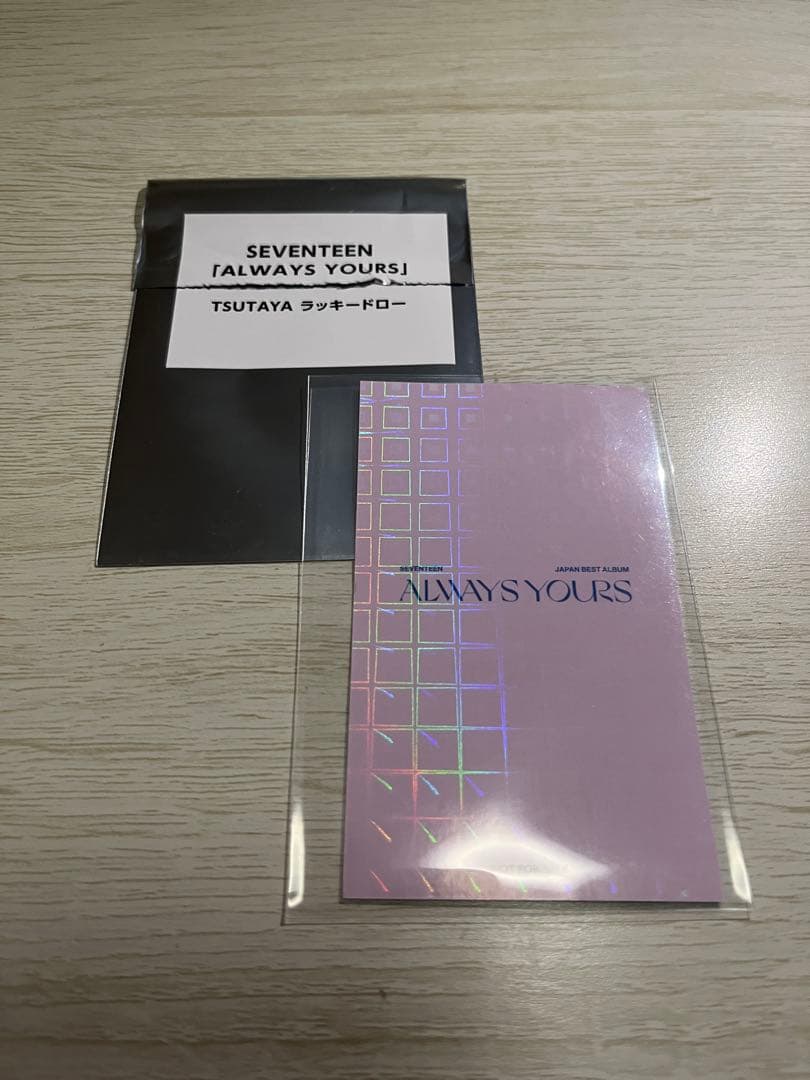 SEVENTEEN
「ALWAYS YOURS」
TSUTAYA ラッキードロー
SEVENTEEN JAPAN BEST ALBUM
ALWAYS YOURS